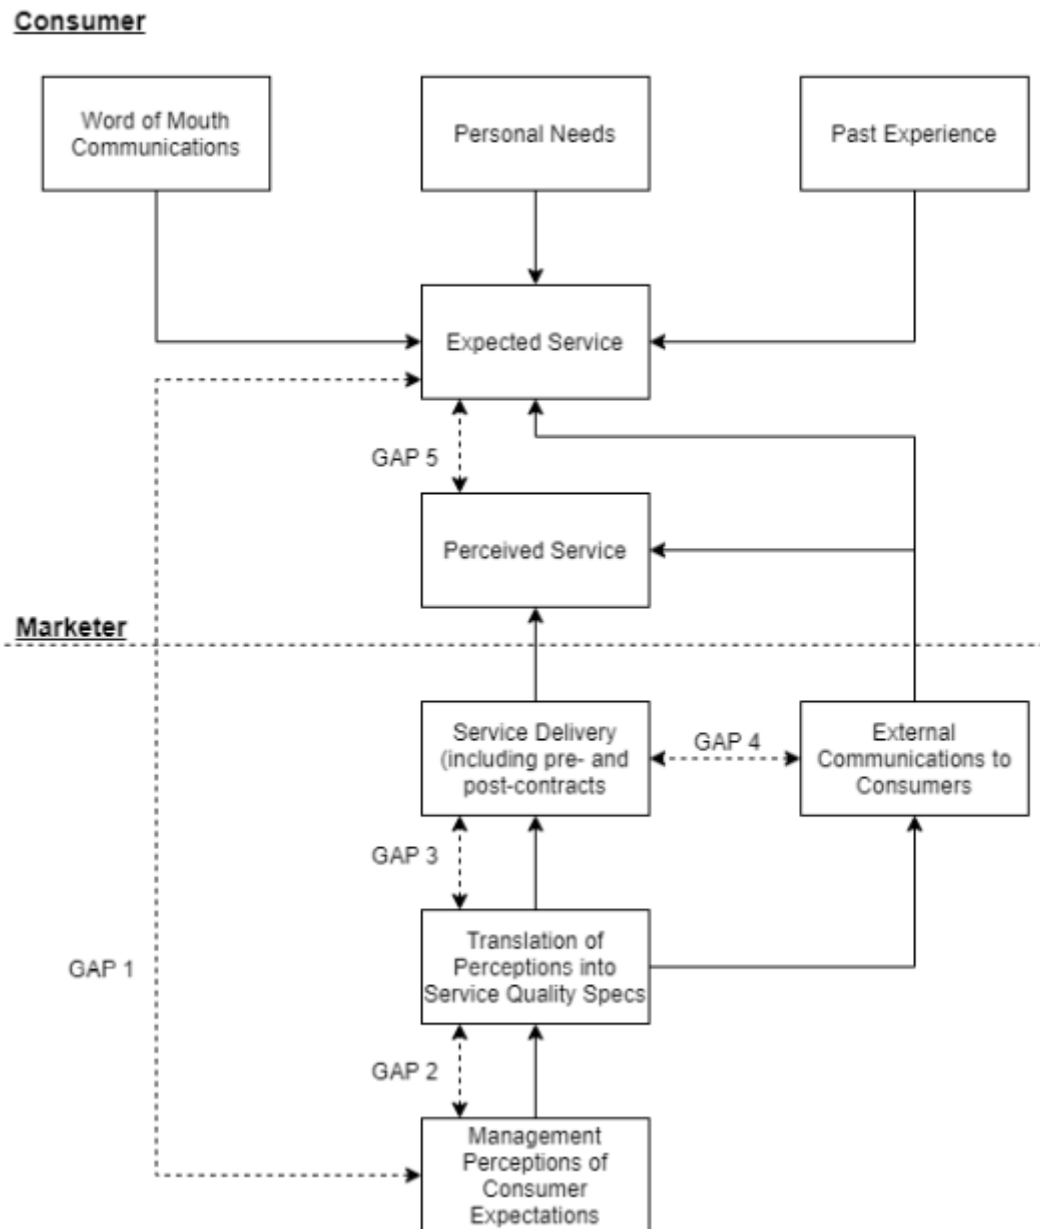 Consumer
Word of Mouth
Communications
Personal Needs
Past Experience
Expected Service
GAP 5
Perceived Service
Marketer
Service Delivery
(including pre- and
post-contracts
GAP 4
External
Communications to
Consumers
GAP 3
Translation of
Perceptions into
Service Quality Specs
GAP 1
GAP 2
Management
Perceptions of
Consumer
Expectations